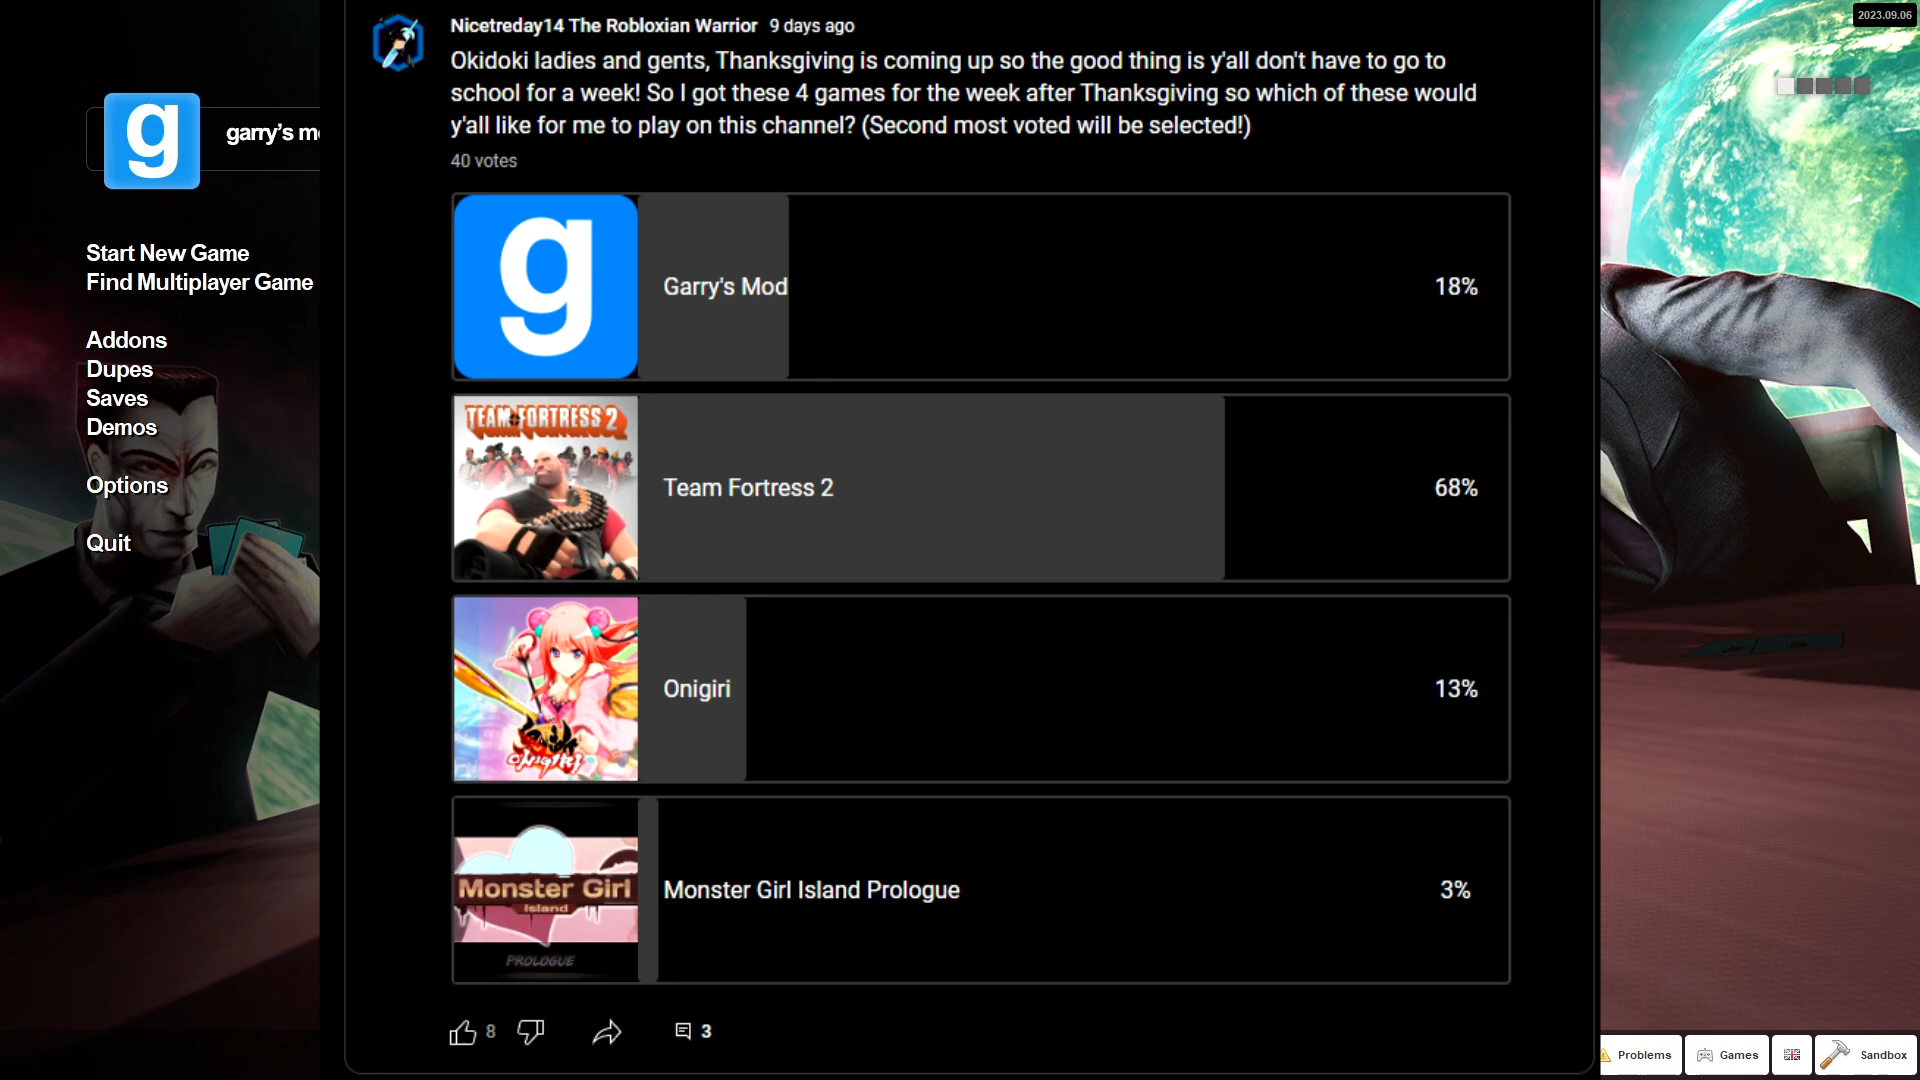 2023.09.06
g
garry's m
Start New Game
Find Multiplayer Game
Addons
Dupes
Saves
Demos
Options
Quit
Nicetreday14 The Robloxian Warrior 9 days ago
Okidoki ladies and gents, Thanksgiving is coming up so the good thing is y'all don't have to go to
school for a week! So I got these 4 games for the week after Thanksgiving so which of these would
y'all like for me to play on this channel? (Second most voted will be selected!)
40 votes
g
Garry's Mod
18%
TEAM FORTRESS 2
Team Fortress 2
68%
ONIGIRI
Onigiri
13%
Monster Girl
Island
PROLOGUE
Monster Girl Island Prologue
3%
8
3
Problems
Games
Sandbox